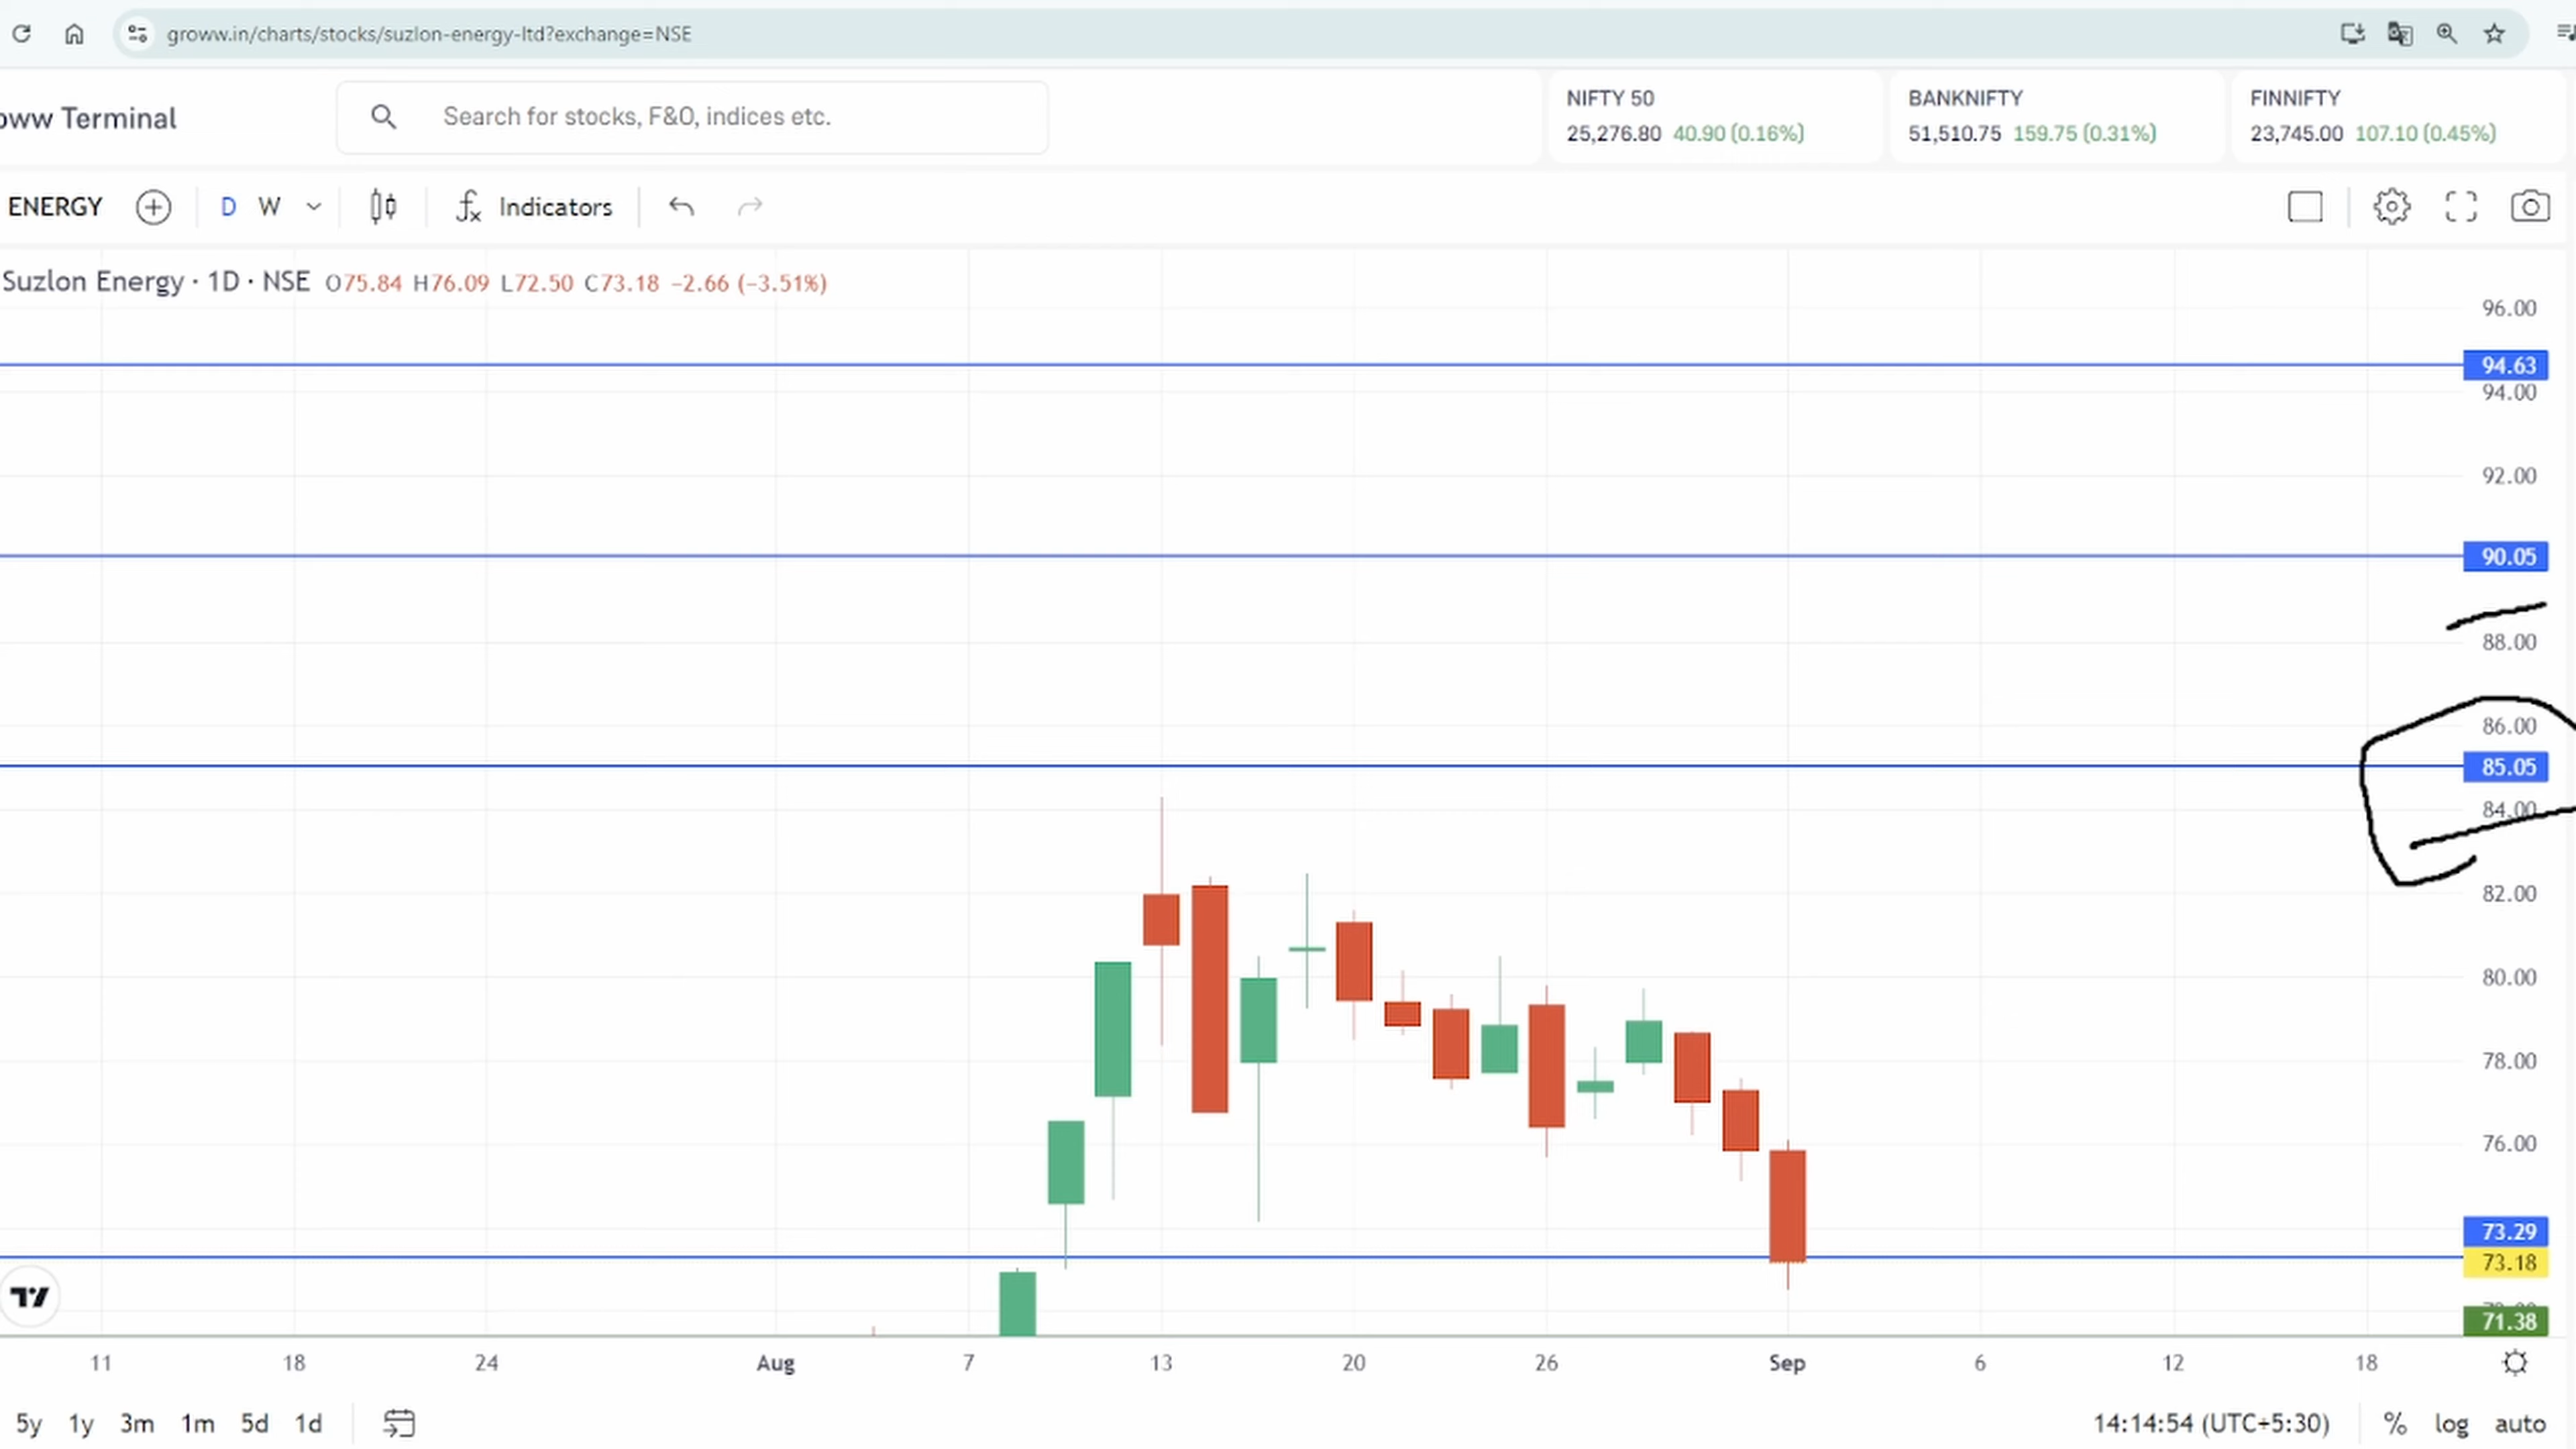 groww.in/charts/stocks/suzlon-energy-ltd?exchange=NSE
oww Terminal
Search for stocks, F&O, indices etc.
NIFTY 50
25,276.80 40.90 (0.16%)
BANKNIFTY
51,510.75 159.75 (0.31%)
FINNIFTY
23,745.00 107.10 (0.45%)
ENERGY
D W
Indicators
Suzlon Energy · 1D · NSE O75.84 H76.09 L72.50 C73.18 −2.66 (−3.51%)
96.00
94.63
94.00
92.00
90.05
88.00
86.00
85.05
84.00
82.00
80.00
78.00
76.00
73.29
73.18
71.38
11 18 24 Aug 7 13 20 26 Sep 6 12 18
5y 1y 3m 1m 5d 1d
14:14:54 (UTC+5:30) % log auto